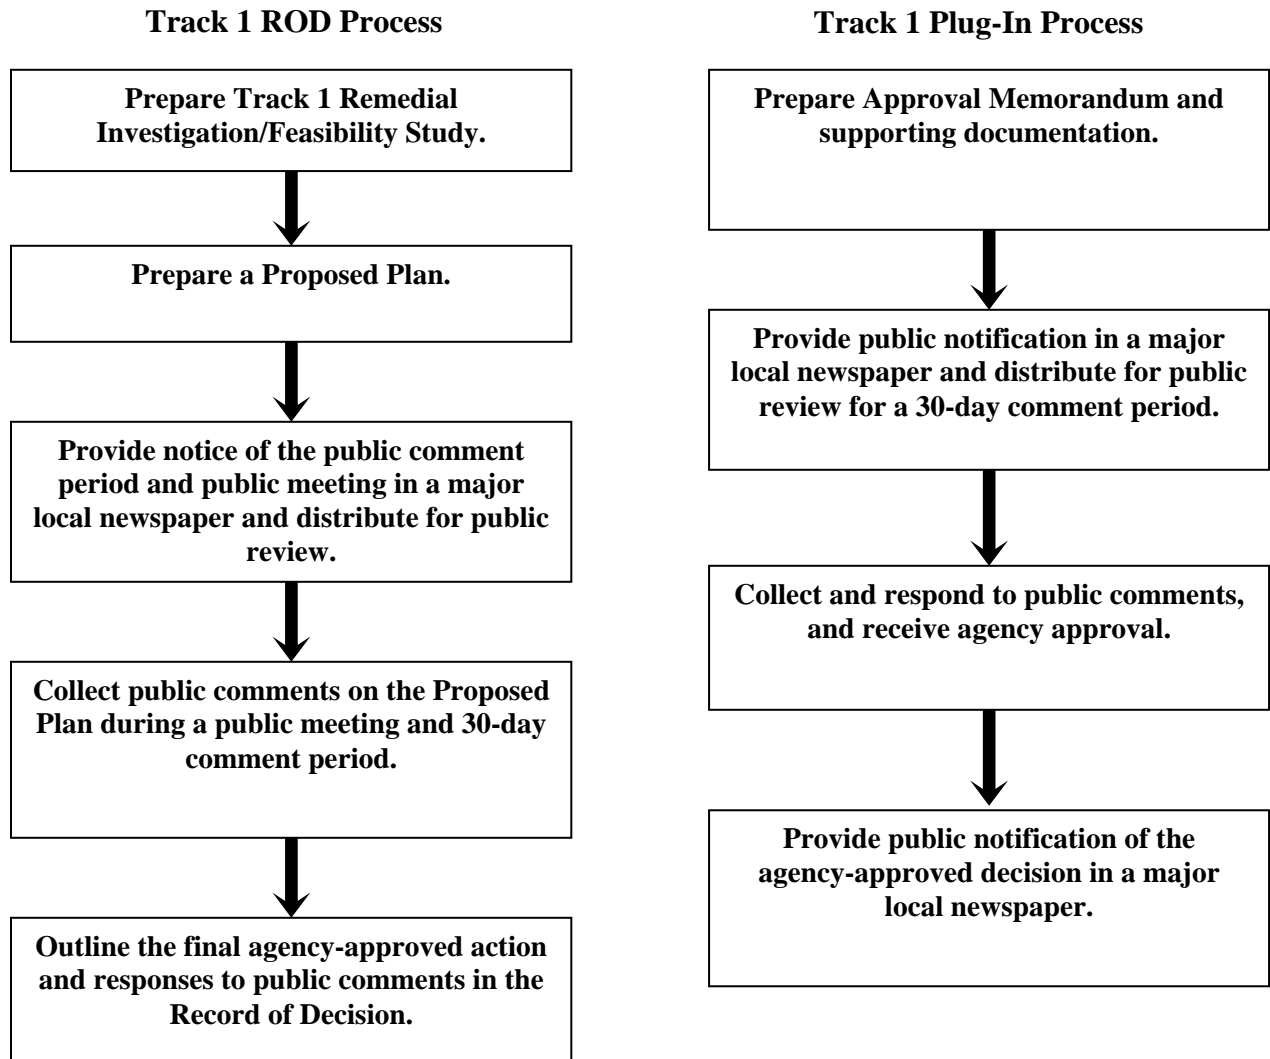 Track 1 ROD Process
Prepare Track 1 Remedial
Investigation/Feasibility Study.
Prepare a Proposed Plan.
Provide notice of the public comment
period and public meeting in a major
local newspaper and distribute for public
review.
Collect public comments on the Proposed
Plan during a public meeting and 30-day
comment period.
Outline the final agency-approved action
and responses to public comments in the
Record of Decision.
Track 1 Plug-In Process
Prepare Approval Memorandum and
supporting documentation.
Provide public notification in a major
local newspaper and distribute for public
review for a 30-day comment period.
Collect and respond to public comments,
and receive agency approval.
Provide public notification of the
agency-approved decision in a major
local newspaper.